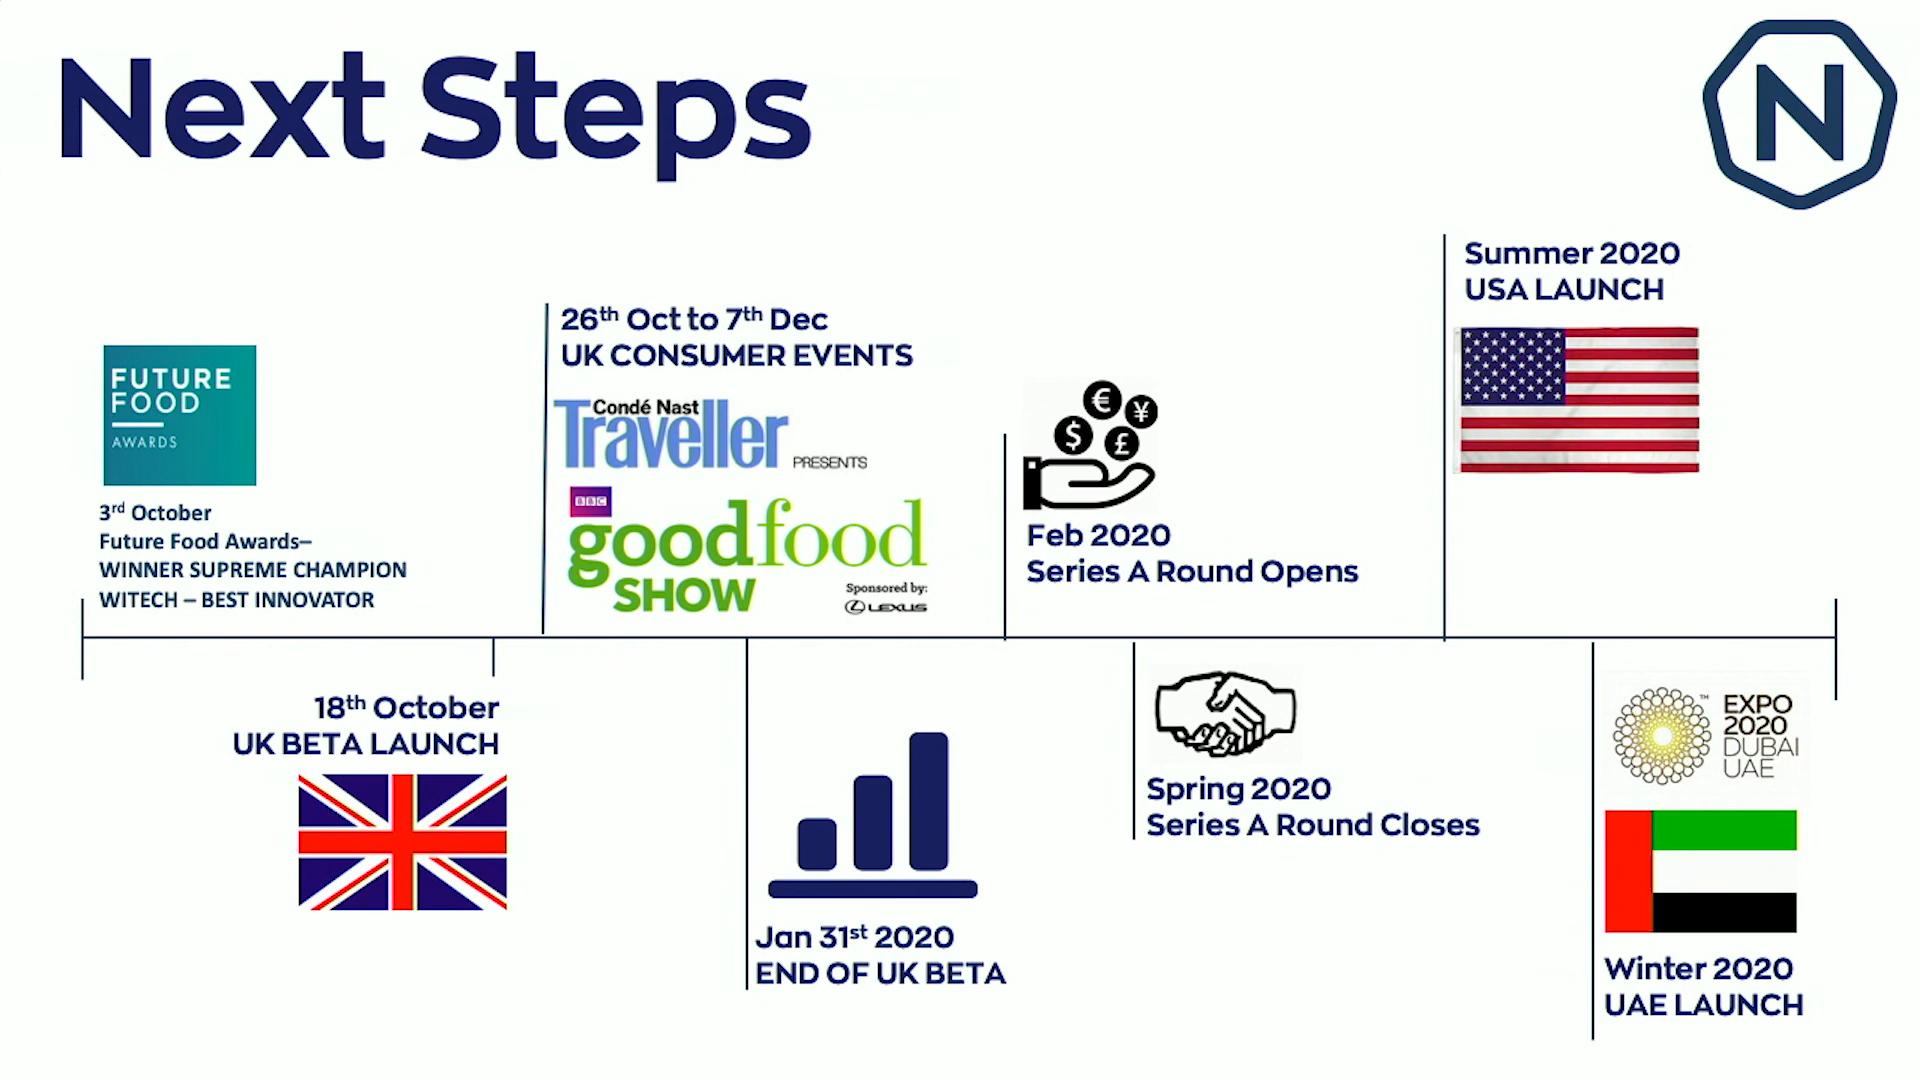 Next Steps
N
FUTURE
FOOD
AWARDS
3rd October
Future Food Awards–
WINNER SUPREME CHAMPION
WITECH – BEST INNOVATOR
18th October
UK BETA LAUNCH
26th Oct to 7th Dec
UK CONSUMER EVENTS
Condé Nast
Traveller PRESENTS
BBC
goodfood
SHOW
Sponsored by:
LEXUS
Jan 31st 2020
END OF UK BETA
€
¥
$
£
Feb 2020
Series A Round Opens
Spring 2020
Series A Round Closes
Summer 2020
USA LAUNCH
EXPO
2020
DUBAI
UAE
TM
Winter 2020
UAE LAUNCH